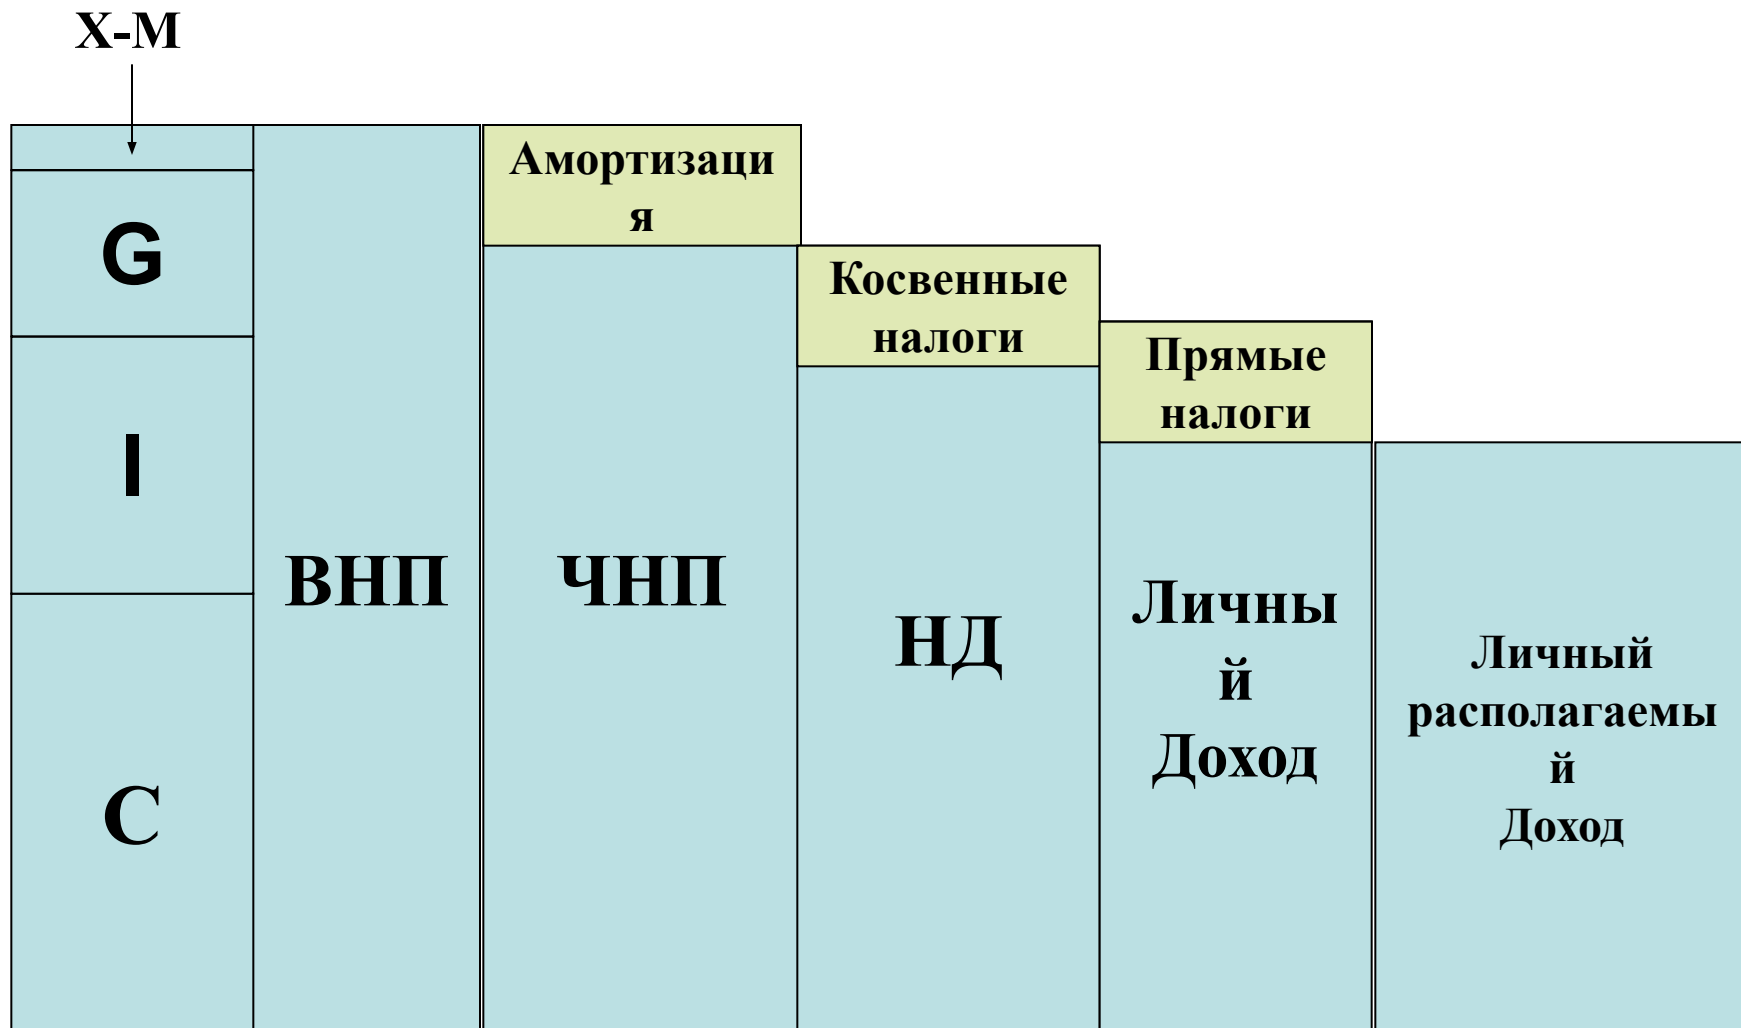 X-M
G
I
C
ВНП
Амортизаци
я
ЧНП
Косвенные
налоги
НД
Прямые
налоги
Личны
й
Доход
Личный
располагаемы
й
Доход